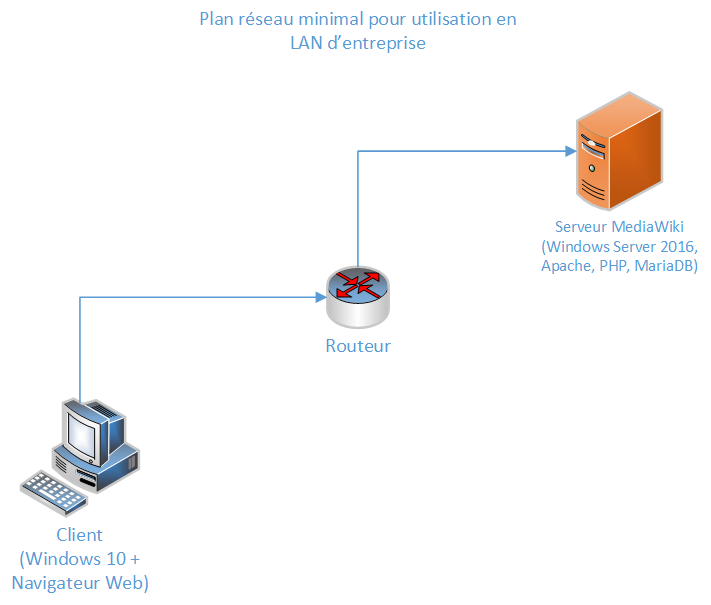 Plan réseau minimal pour utilisation en
LAN d’entreprise
Serveur MediaWiki
(Windows Server 2016,
Apache, PHP, MariaDB)
Routeur
Client
(Windows 10 +
Navigateur Web)